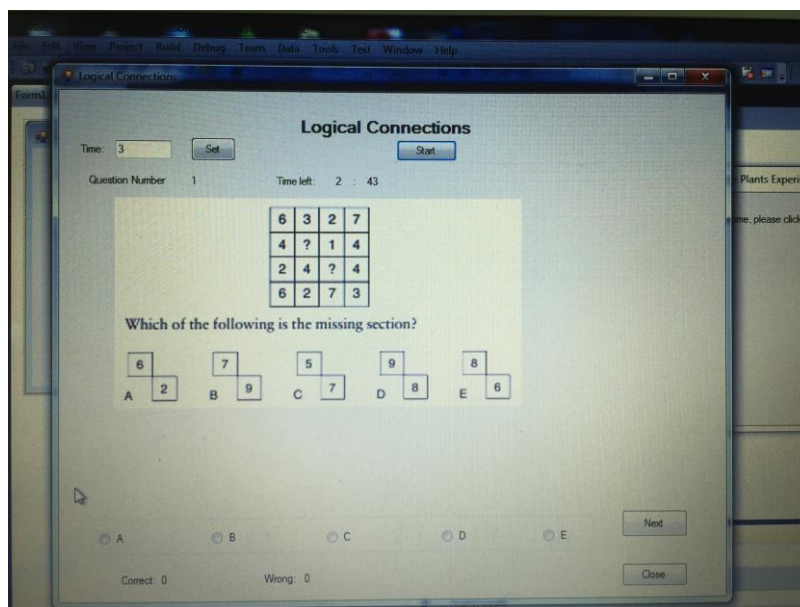 File Edit View Project Build Debug Team Data Tools Test Window Help
Logical Connections
Form1
Logical Connections
Time: 3 Set Start
Question Number 1 Time left: 2 : 43
Plants Experi
me, please click
6 3 2 7
4 ? 1 4
2 4 ? 4
6 2 7 3
Which of the following is the missing section?
6 7 5 9 8
A 2 B 9 C 7 D 8 E 6
A B C D E
Next
Correct: 0 Wrong: 0 Close